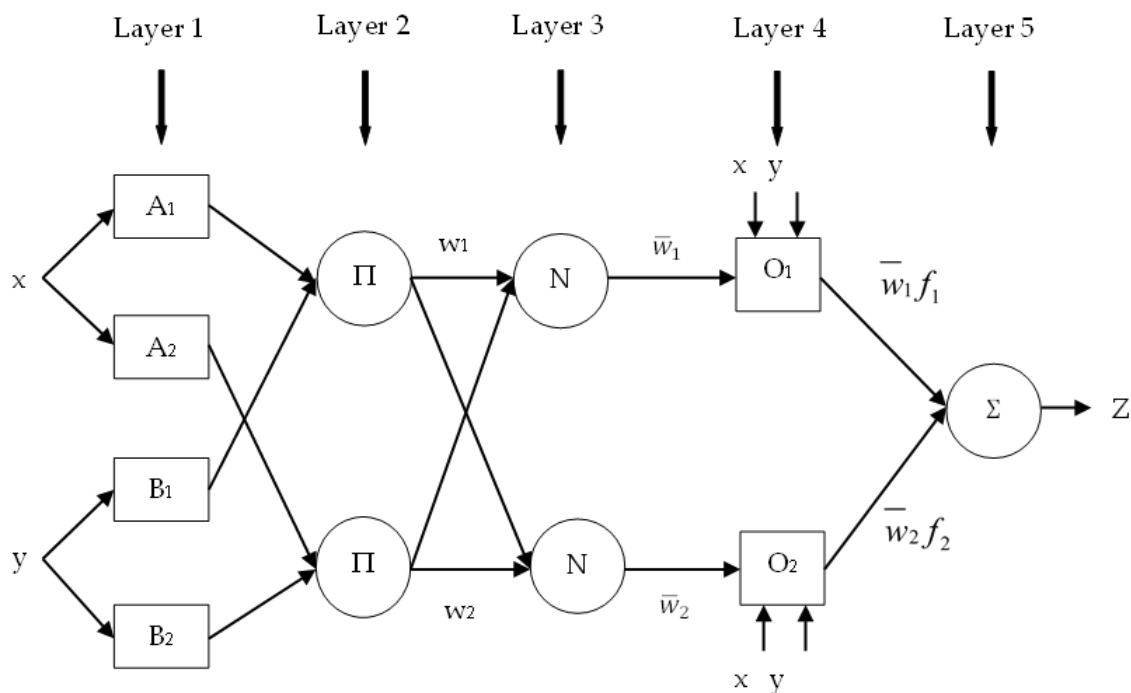 Layer 1 Layer 2 Layer 3 Layer 4 Layer 5
x y
A₁
w₁
w̅₁
Π
N
O₁
w̅₁f₁
x
A₂
Σ
Z
B₁
w̅₂f₂
y
Π
N
O₂
w₂
w̅₂
B₂
x y